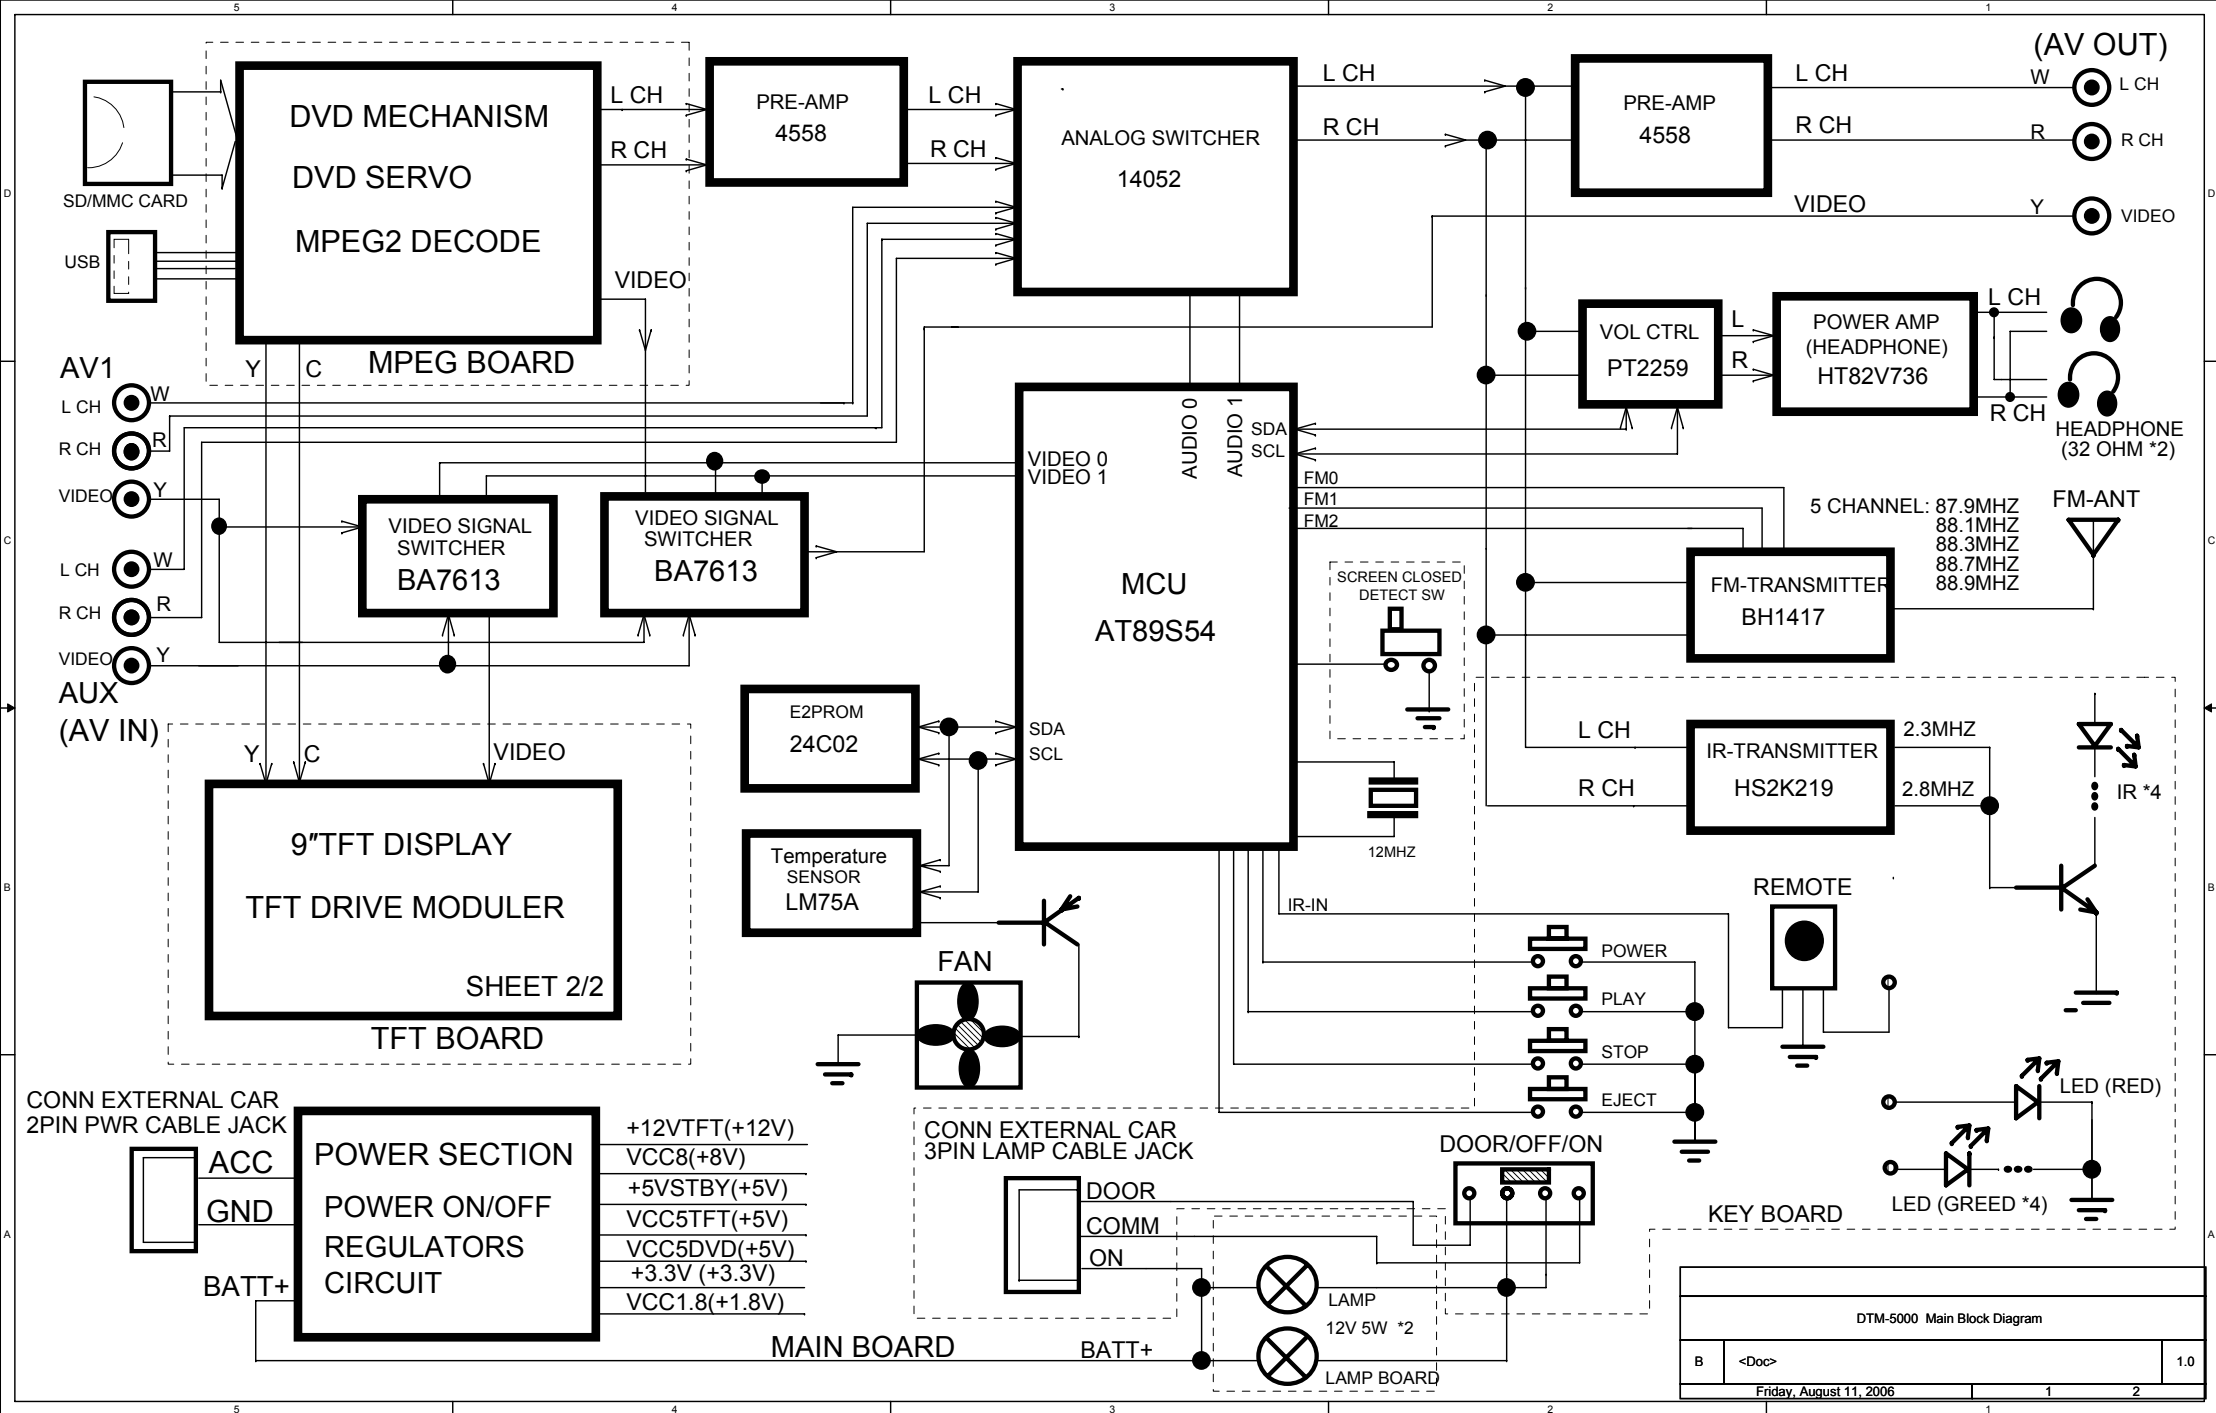 5 4 3 2 1
D
C
B
A
D
C
B
A
5 4 3 2 1
SD/MMC CARD
USB
DVD MECHANISM
DVD SERVO
MPEG2 DECODE
MPEG BOARD
L CH
R CH
VIDEO
Y C
PRE-AMP
4558
L CH
R CH
ANALOG SWITCHER
14052
L CH
R CH
PRE-AMP
4558
(AV OUT)
L CH W L CH
R CH R R CH
VIDEO Y VIDEO
VOL CTRL
PT2259
L
R
POWER AMP
(HEADPHONE)
HT82V736
L CH
R CH
HEADPHONE
(32 OHM *2)
AV1
L CH W
R CH R
VIDEO Y
L CH W
R CH R
VIDEO Y
AUX
(AV IN)
VIDEO SIGNAL
SWITCHER
BA7613
VIDEO SIGNAL
SWITCHER
BA7613
MCU
AT89S54
VIDEO 0
VIDEO 1
AUDIO 0
AUDIO 1
SDA
SCL
FM0
FM1
FM2
SDA
SCL
5 CHANNEL: 87.9MHZ
88.1MHZ
88.3MHZ
88.7MHZ
88.9MHZ
FM-ANT
FM-TRANSMITTER
BH1417
SCREEN CLOSED
DETECT SW
12MHZ
E2PROM
24C02
Temperature
SENSOR
LM75A
FAN
Y C VIDEO
9"TFT DISPLAY
TFT DRIVE MODULER
SHEET 2/2
TFT BOARD
L CH
R CH
IR-TRANSMITTER
HS2K219
2.3MHZ
2.8MHZ
IR *4
IR-IN
REMOTE
POWER
PLAY
STOP
EJECT
LED (RED)
LED (GREED *4)
KEY BOARD
CONN EXTERNAL CAR
2PIN PWR CABLE JACK
ACC
GND
BATT+
POWER SECTION
POWER ON/OFF
REGULATORS
CIRCUIT
+12VTFT(+12V)
VCC8(+8V)
+5VSTBY(+5V)
VCC5TFT(+5V)
VCC5DVD(+5V)
+3.3V (+3.3V)
VCC1.8(+1.8V)
MAIN BOARD
CONN EXTERNAL CAR
3PIN LAMP CABLE JACK
DOOR
COMM
ON
BATT+
DOOR/OFF/ON
LAMP
12V 5W *2
LAMP BOARD
DTM-5000 Main Block Diagram
B <Doc> 1.0
Friday, August 11, 2006 1 2